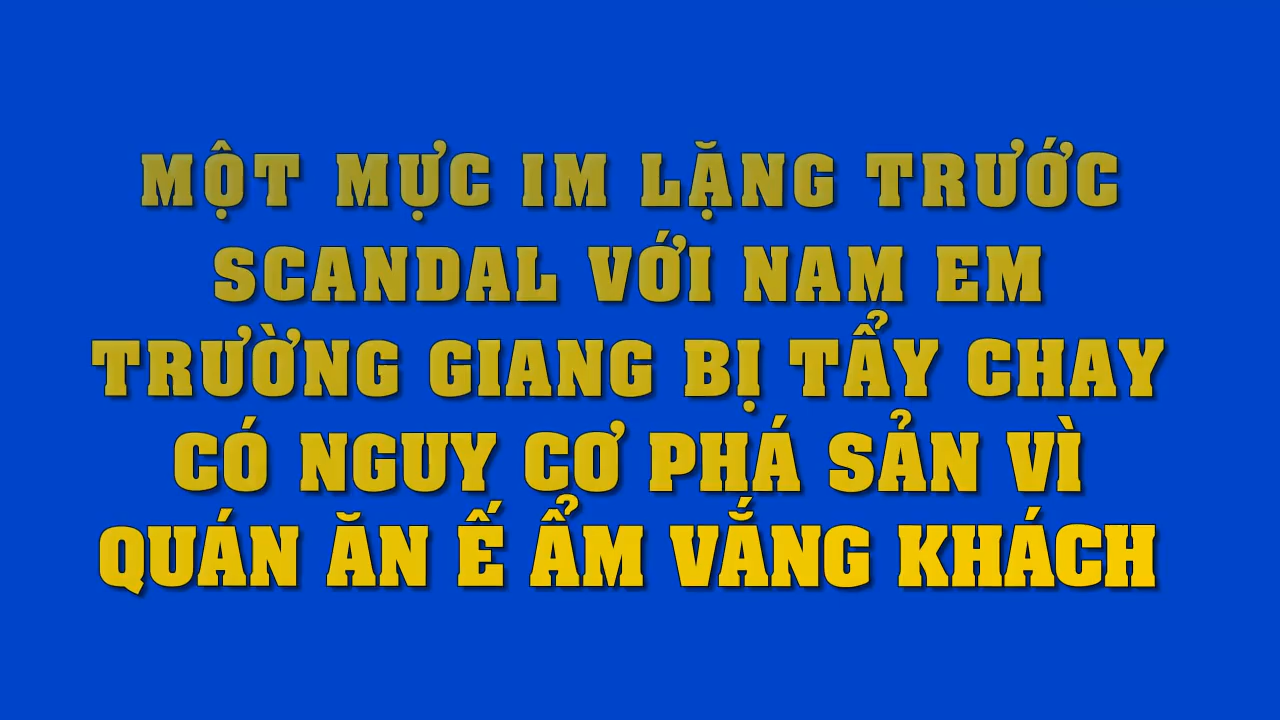 MỘT MỰC IM LẶNG TRƯỚC
SCANDAL VỚI NAM EM
TRƯỜNG GIANG BỊ TẨY CHAY
CÓ NGUY CƠ PHÁ SẢN VÌ
QUÁN ĂN Ế ẨM VẮNG KHÁCH